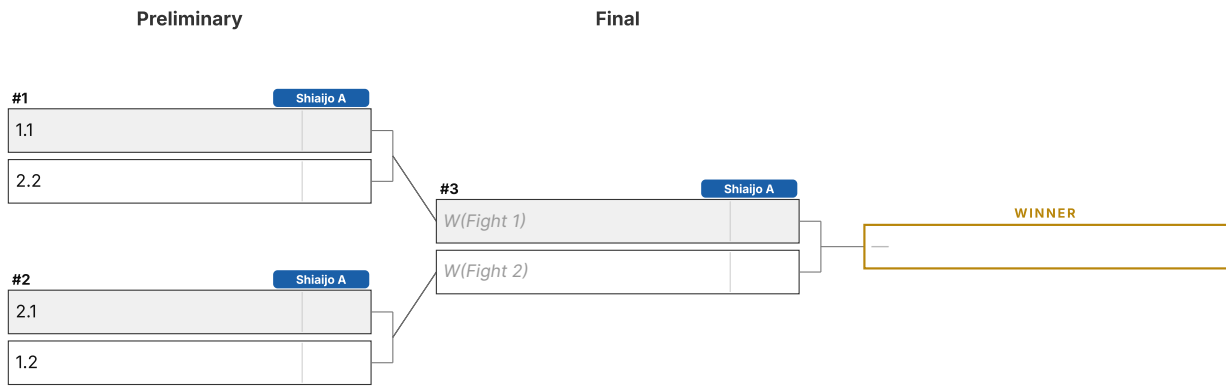 Preliminary
Final
#1
Shiaijo A
1.1
2.2
#3
Shiaijo A
W(Fight 1)
W(Fight 2)
WINNER
—
#2
Shiaijo A
2.1
1.2